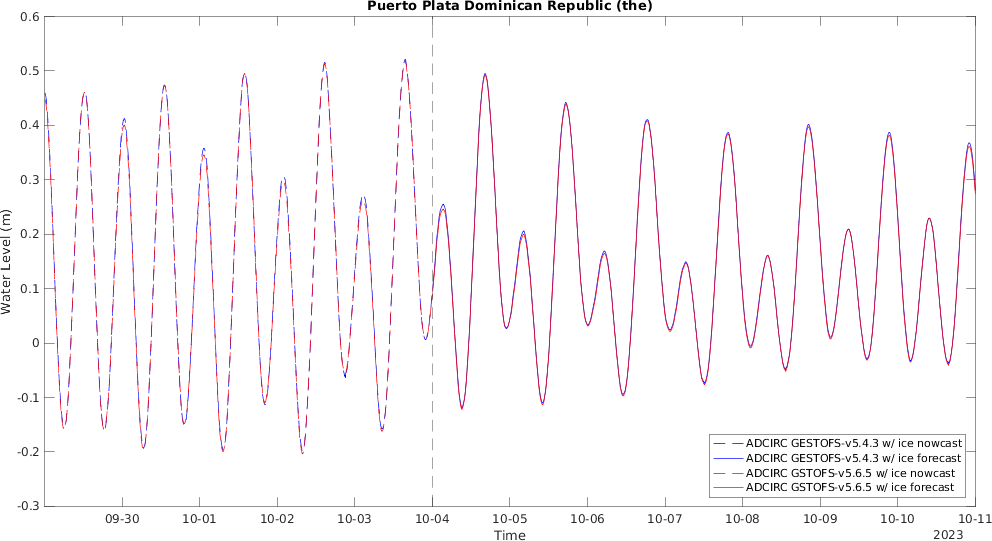 Puerto Plata Dominican Republic (the)
0.6
0.5
0.4
0.3
0.2
0.1
0
-0.1
-0.2
-0.3
Water Level (m)
09-30 10-01 10-02 10-03 10-04 10-05 10-06 10-07 10-08 10-09 10-10 10-11
Time
2023
ADCIRC GESTOFS-v5.4.3 w/ ice nowcast
ADCIRC GESTOFS-v5.4.3 w/ ice forecast
ADCIRC GSTOFS-v5.6.5 w/ ice nowcast
ADCIRC GSTOFS-v5.6.5 w/ ice forecast